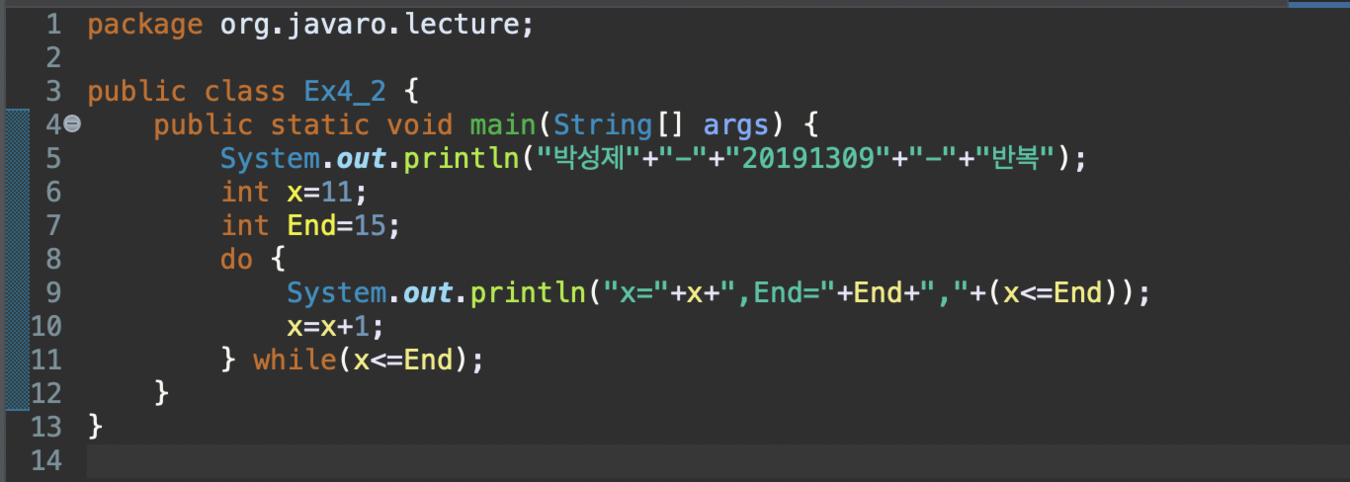 1 package org.javaro.lecture;
2
3 public class Ex4_2 {
4 public static void main(String[] args) {
5 System.out.println("박성제"+"-"+"20191309"+"-"+"반복");
6 int x=11;
7 int End=15;
8 do {
9 System.out.println("x="+x+",End="+End+","+(x<=End));
10 x=x+1;
11 } while(x<=End);
12 }
13 }
14